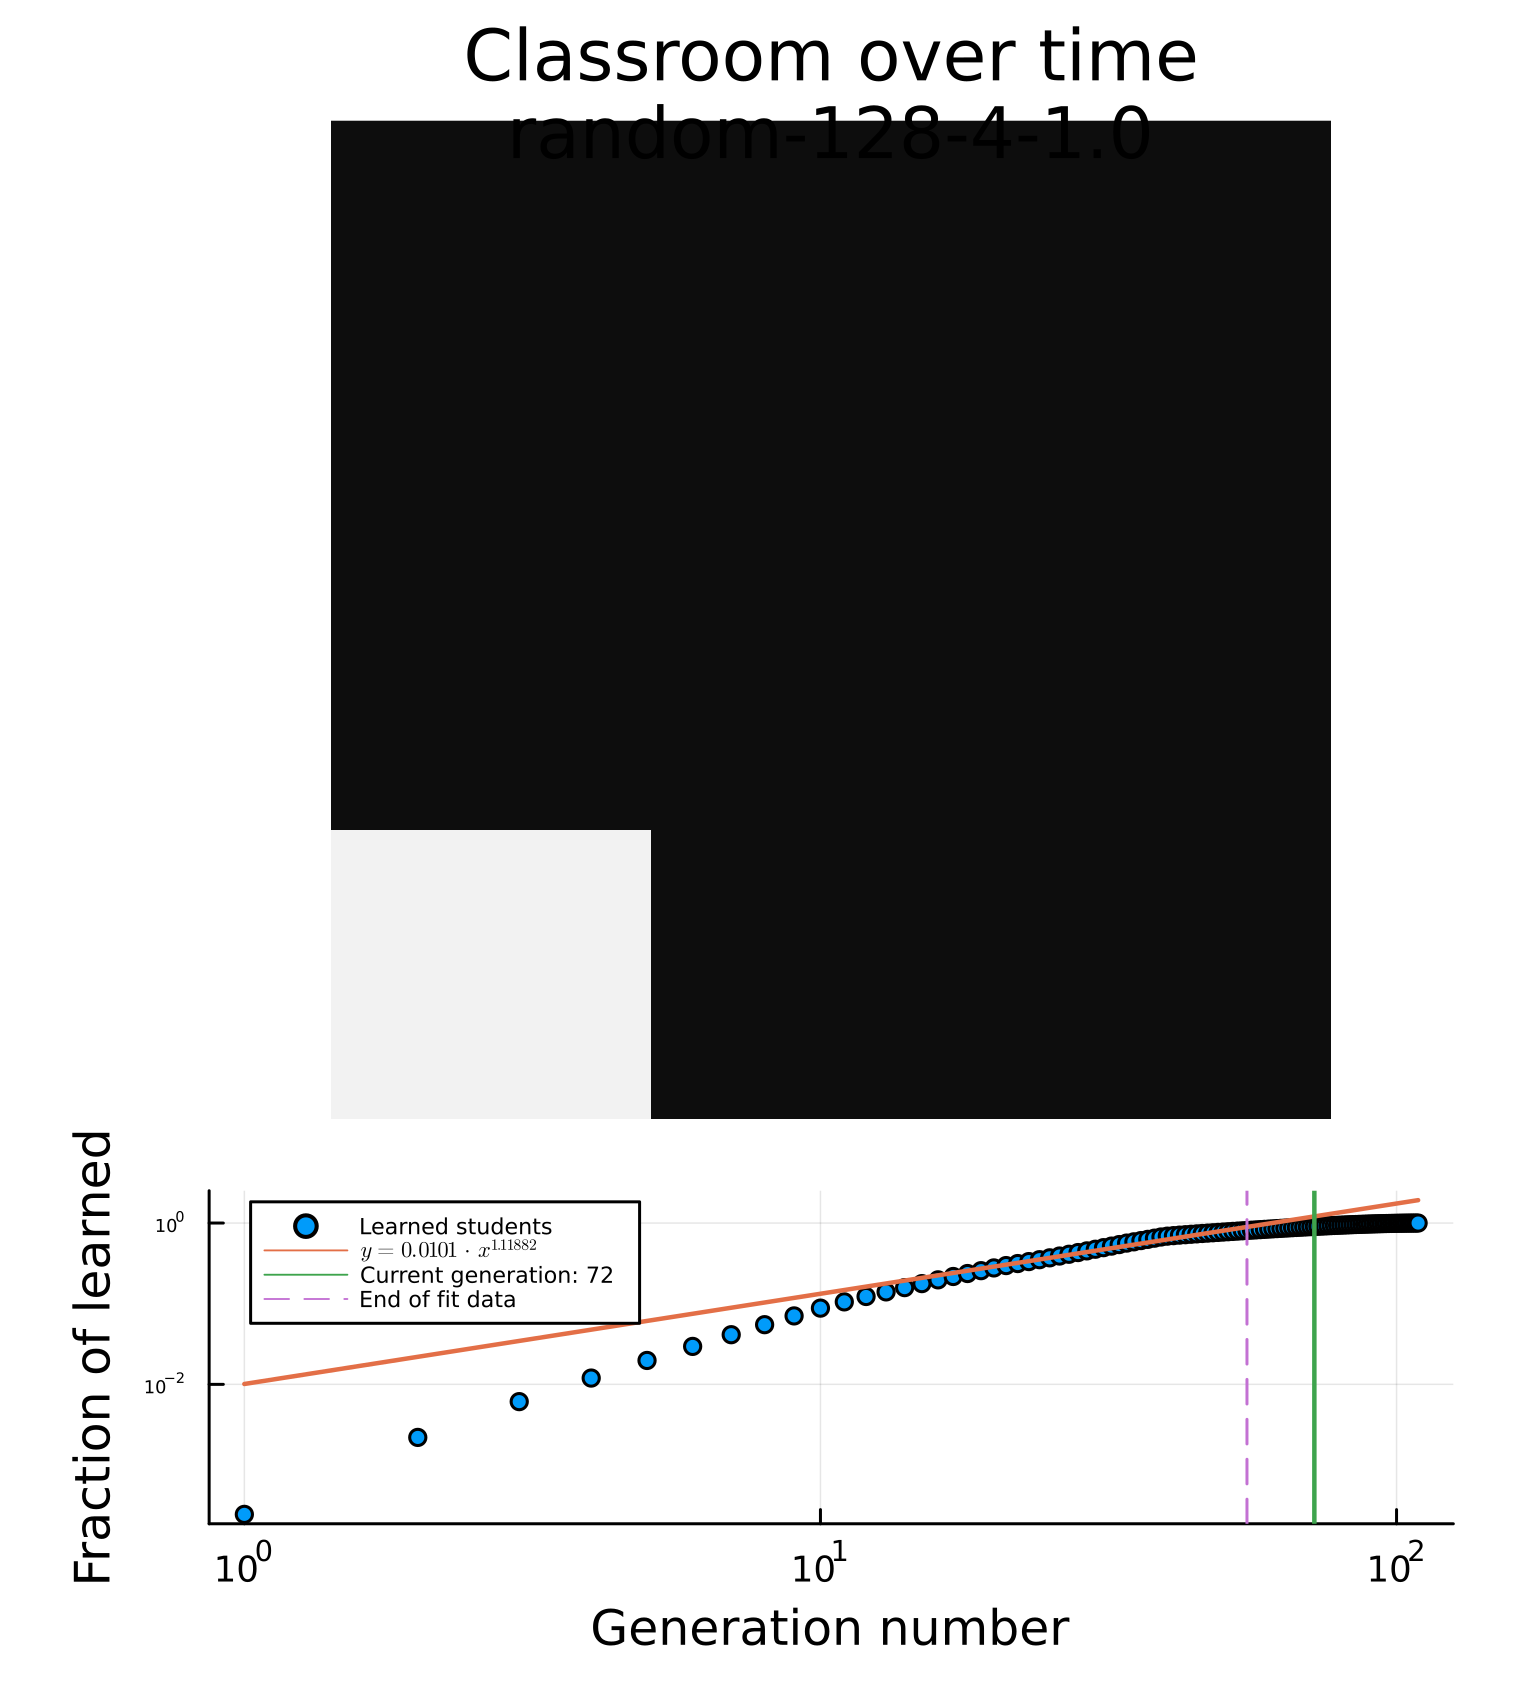 Classroom over time
random-128-4-1.0
Fraction of learned
10⁰
10⁻²
Learned students
y = 0.0101 · x^1.11882
Current generation: 72
End of fit data
10⁰
10¹
10²
Generation number